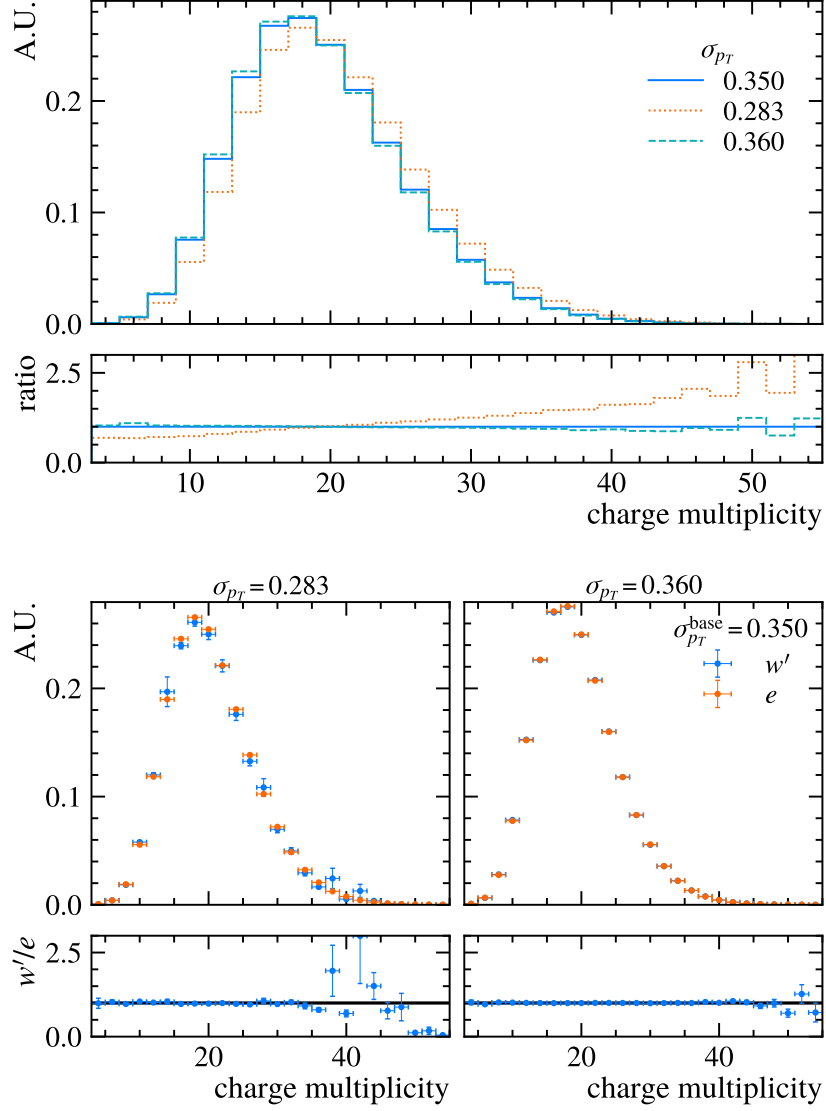 A.U.
0.2
0.1
0.0
σ_{p_T}
0.350
0.283
0.360
ratio
2.5
0.0
10 20 30 40 50
charge multiplicity
σ_{p_T} = 0.283
σ_{p_T} = 0.360
A.U.
0.2
0.1
0.0
σ_{p_T}^{base} = 0.350
w′
e
w′/e
2.5
0.0
20 40
20 40
charge multiplicity
charge multiplicity